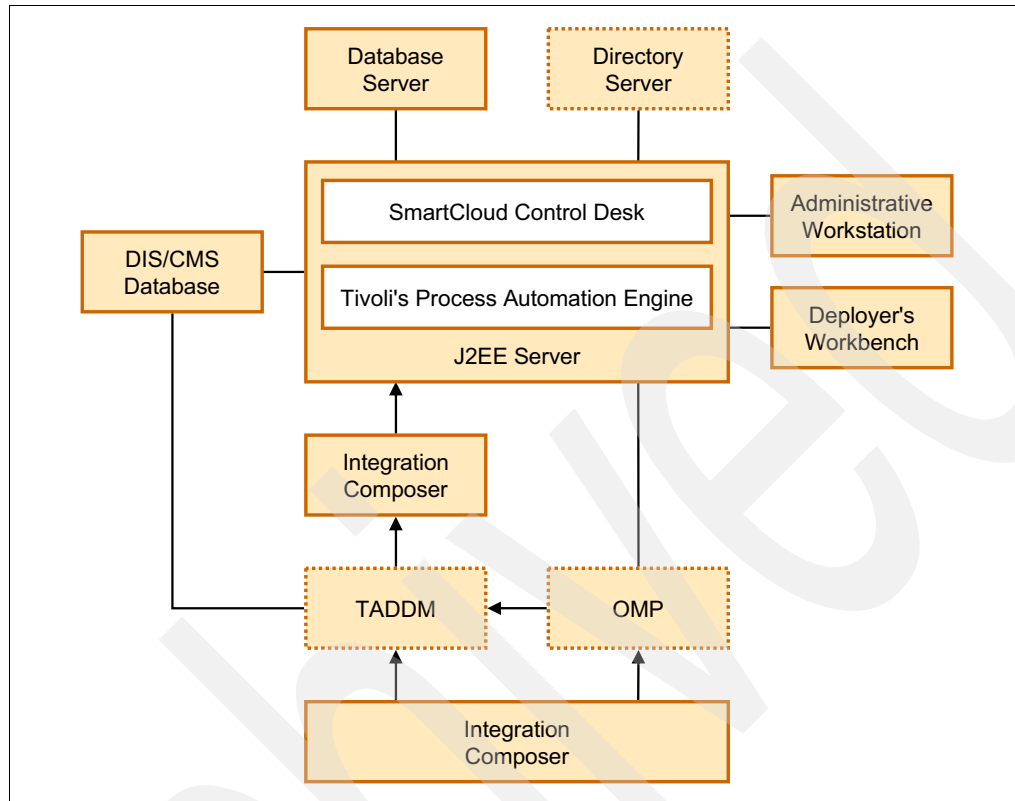 Database
Server
Directory
Server
SmartCloud Control Desk
Administrative
Workstation
DIS/CMS
Database
Tivoli's Process Automation Engine
Deployer's
Workbench
J2EE Server
Integration
Composer
TADDM
OMP
Integration
Composer